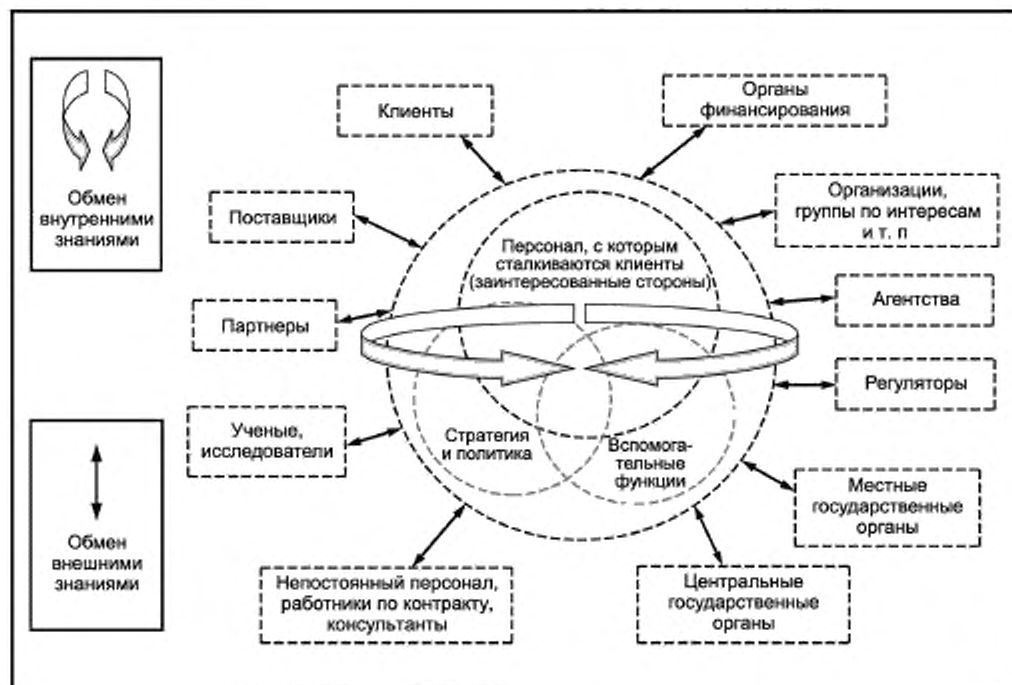 Обмен
внутренними
знаниями
Обмен
внешними
знаниями
Клиенты
Органы
финансирования
Поставщики
Организации,
группы по интересам
и т. п
Партнеры
Агентства
Регуляторы
Ученые,
исследователи
Местные
государственные
органы
Непостоянный персонал,
работники по контракту,
консультанты
Центральные
государственные
органы
Персонал, с которым
сталкиваются клиенты
(заинтересованные стороны)
Стратегия
и политика
Вспомога-
тельные
функции